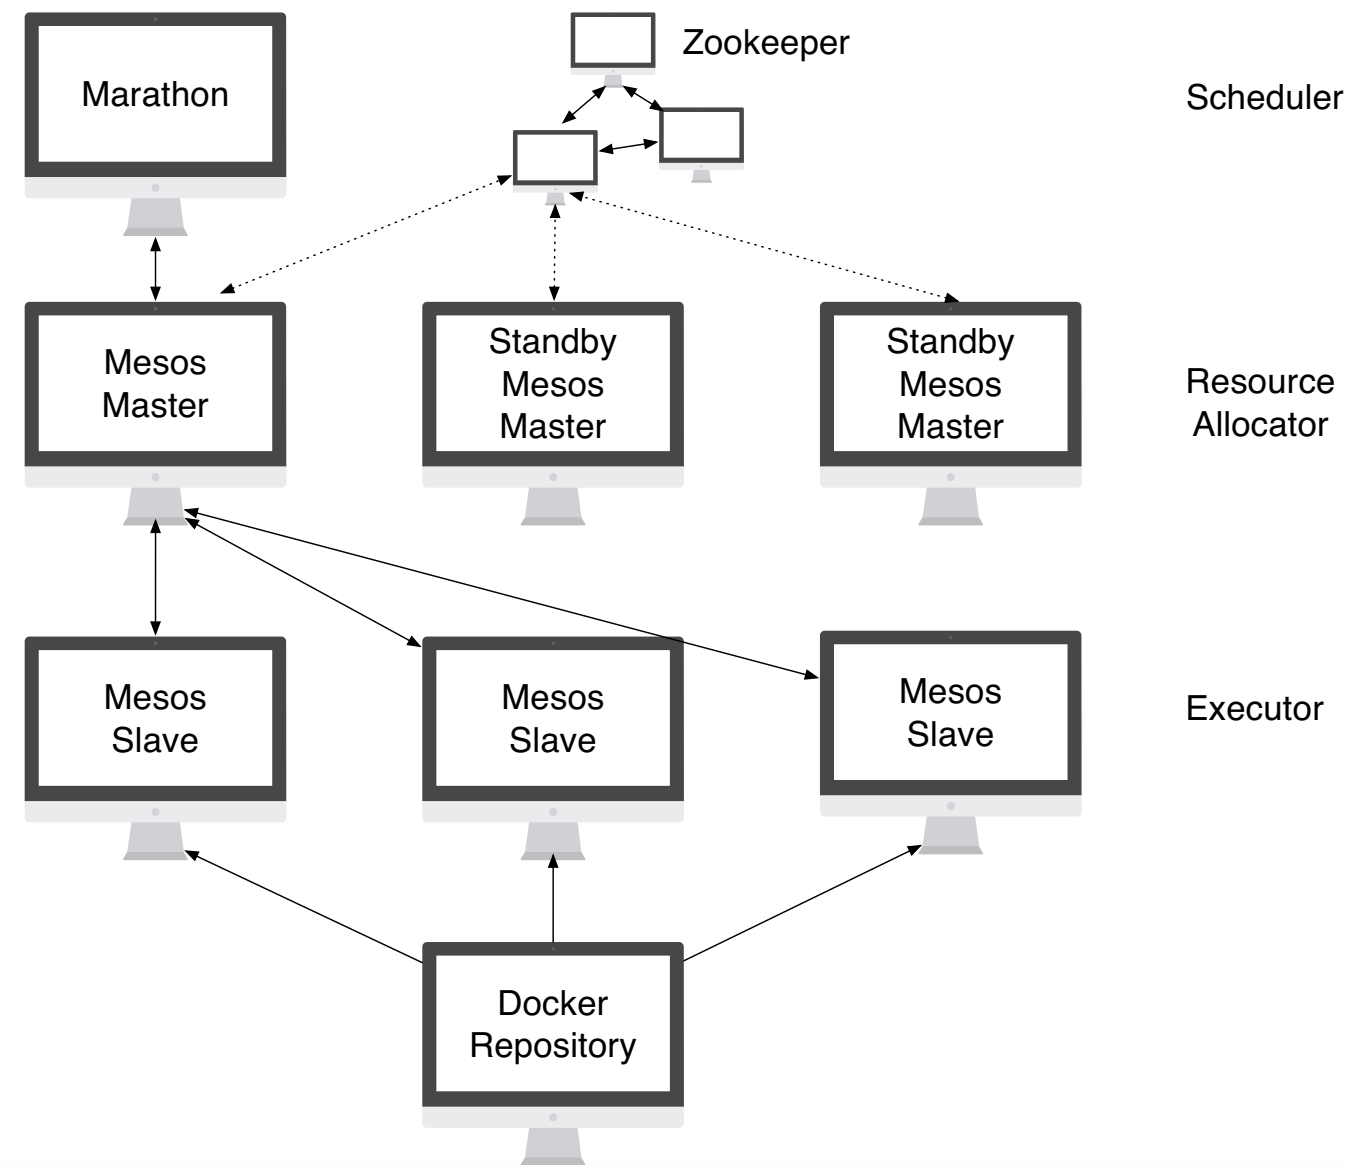 Marathon
Zookeeper
Scheduler
Mesos
Master
Standby
Mesos
Master
Standby
Mesos
Master
Resource
Allocator
Mesos
Slave
Mesos
Slave
Mesos
Slave
Executor
Docker
Repository